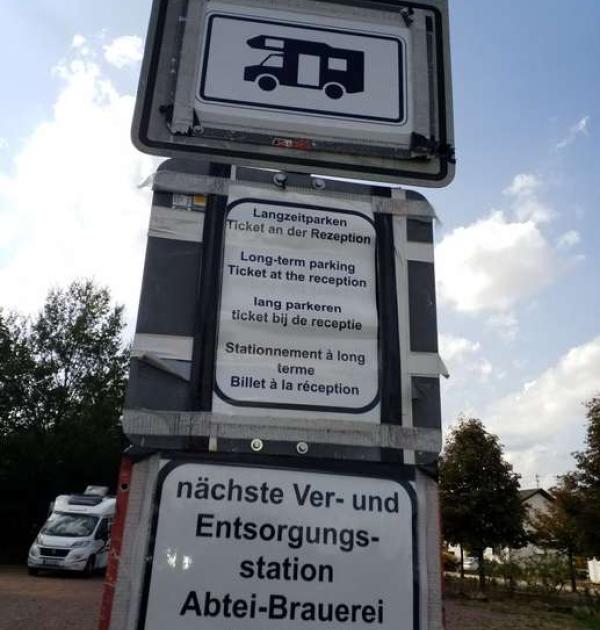 Langzeitparken
Ticket an der Rezeption
Long-term parking
Ticket at the reception
lang parkeren
ticket bij de receptie
Stationnement à long
terme
Billet à la réception
nächste Ver- und
Entsorgungs-
station
Abtei-Brauerei